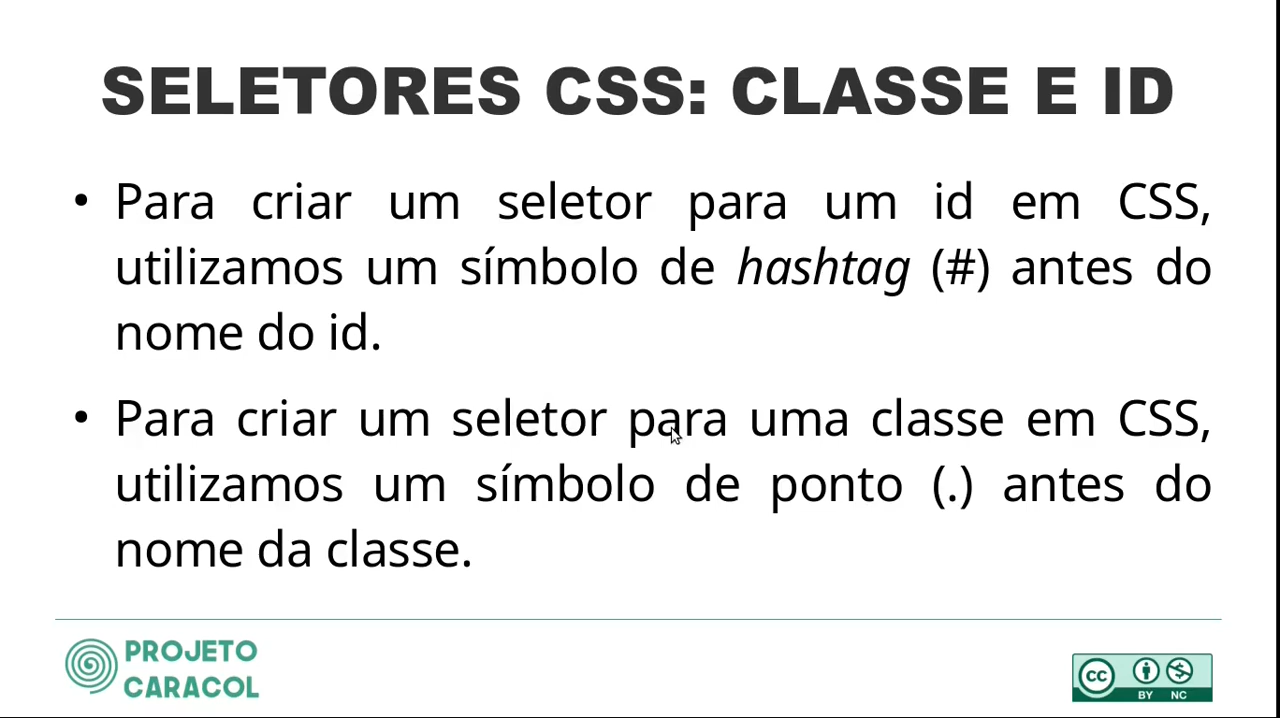 SELETORES CSS: CLASSE E ID
• Para criar um seletor para um id em CSS,
utilizamos um símbolo de hashtag (#) antes do
nome do id.
• Para criar um seletor para uma classe em CSS,
utilizamos um símbolo de ponto (.) antes do
nome da classe.
PROJETO
CARACOL
CC
BY NC